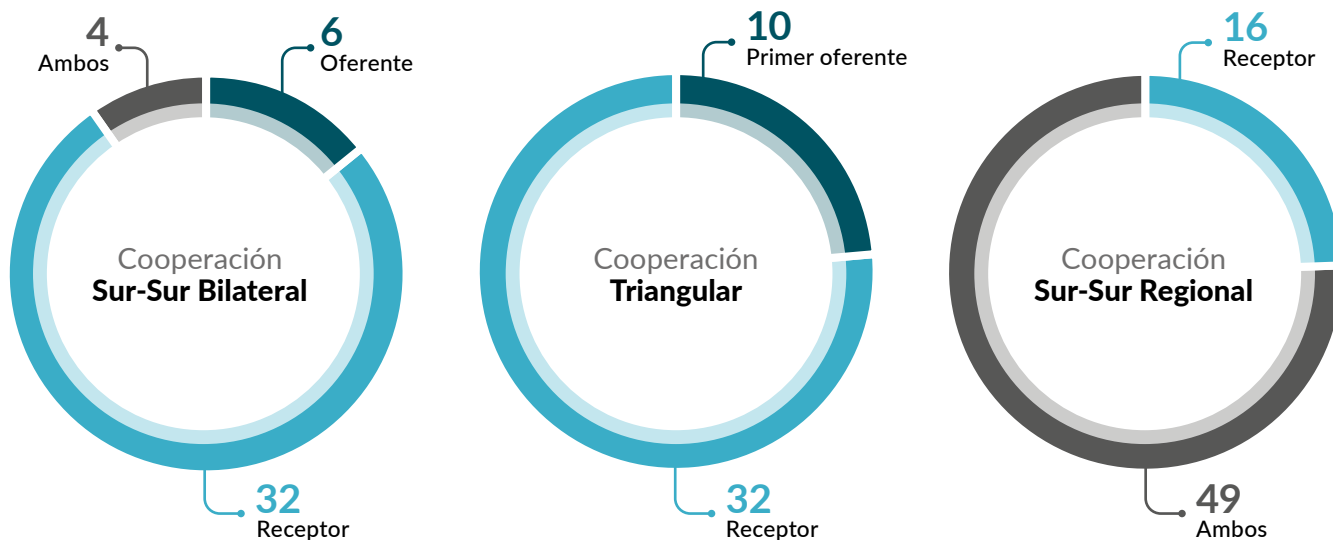 4
Ambos
6
Oferente
Cooperación
Sur-Sur Bilateral
32
Receptor
10
Primer oferente
Cooperación
Triangular
32
Receptor
16
Receptor
Cooperación
Sur-Sur Regional
49
Ambos